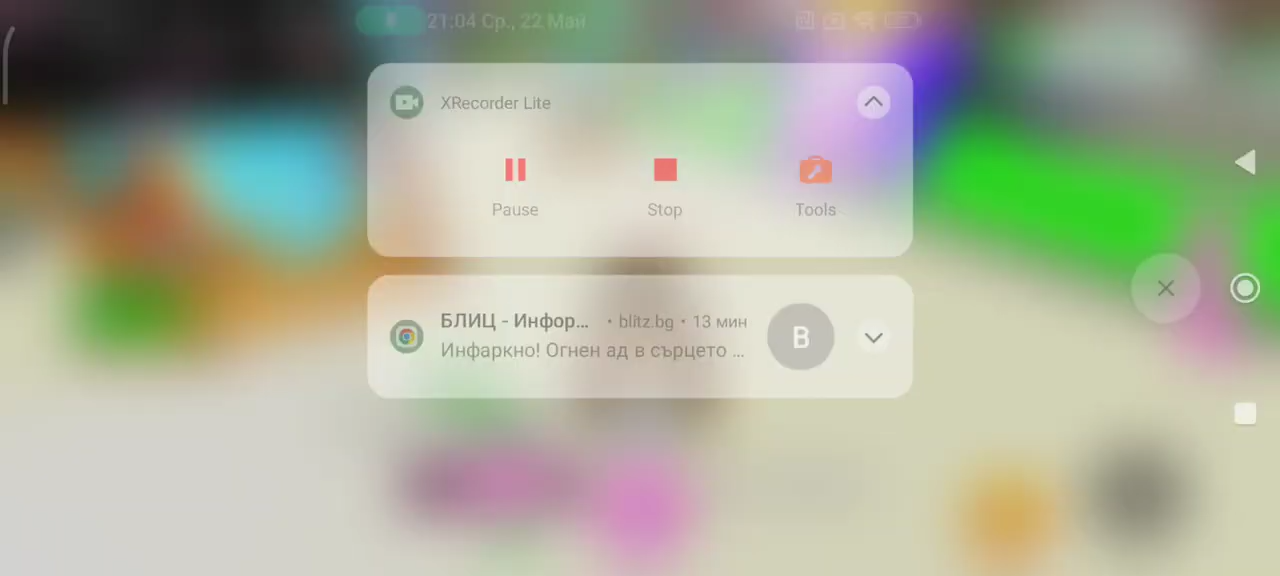 21:04 Ср., 22 Май
XRecorder Lite
Pause
Stop
Tools
БЛИЦ - Инфор... • blitz.bg • 13 мин
Инфаркно! Огнен ад в сърцето ...
B